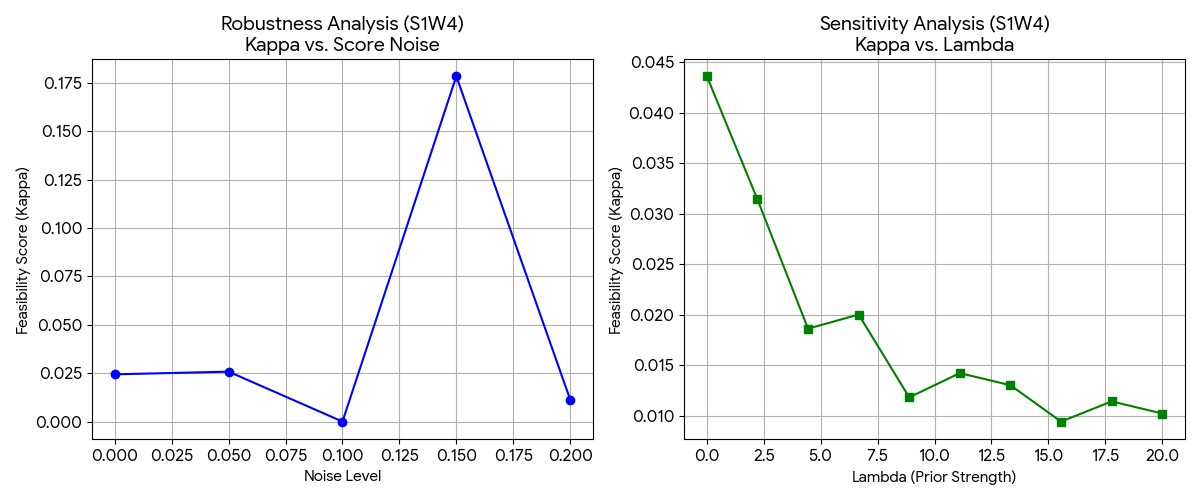 Robustness Analysis (S1W4)
Kappa vs. Score Noise
Feasibility Score (Kappa)
0.175
0.150
0.125
0.100
0.075
0.050
0.025
0.000
0.000 0.025 0.050 0.075 0.100 0.125 0.150 0.175 0.200
Noise Level
Sensitivity Analysis (S1W4)
Kappa vs. Lambda
Feasibility Score (Kappa)
0.045
0.040
0.035
0.030
0.025
0.020
0.015
0.010
0.0 2.5 5.0 7.5 10.0 12.5 15.0 17.5 20.0
Lambda (Prior Strength)